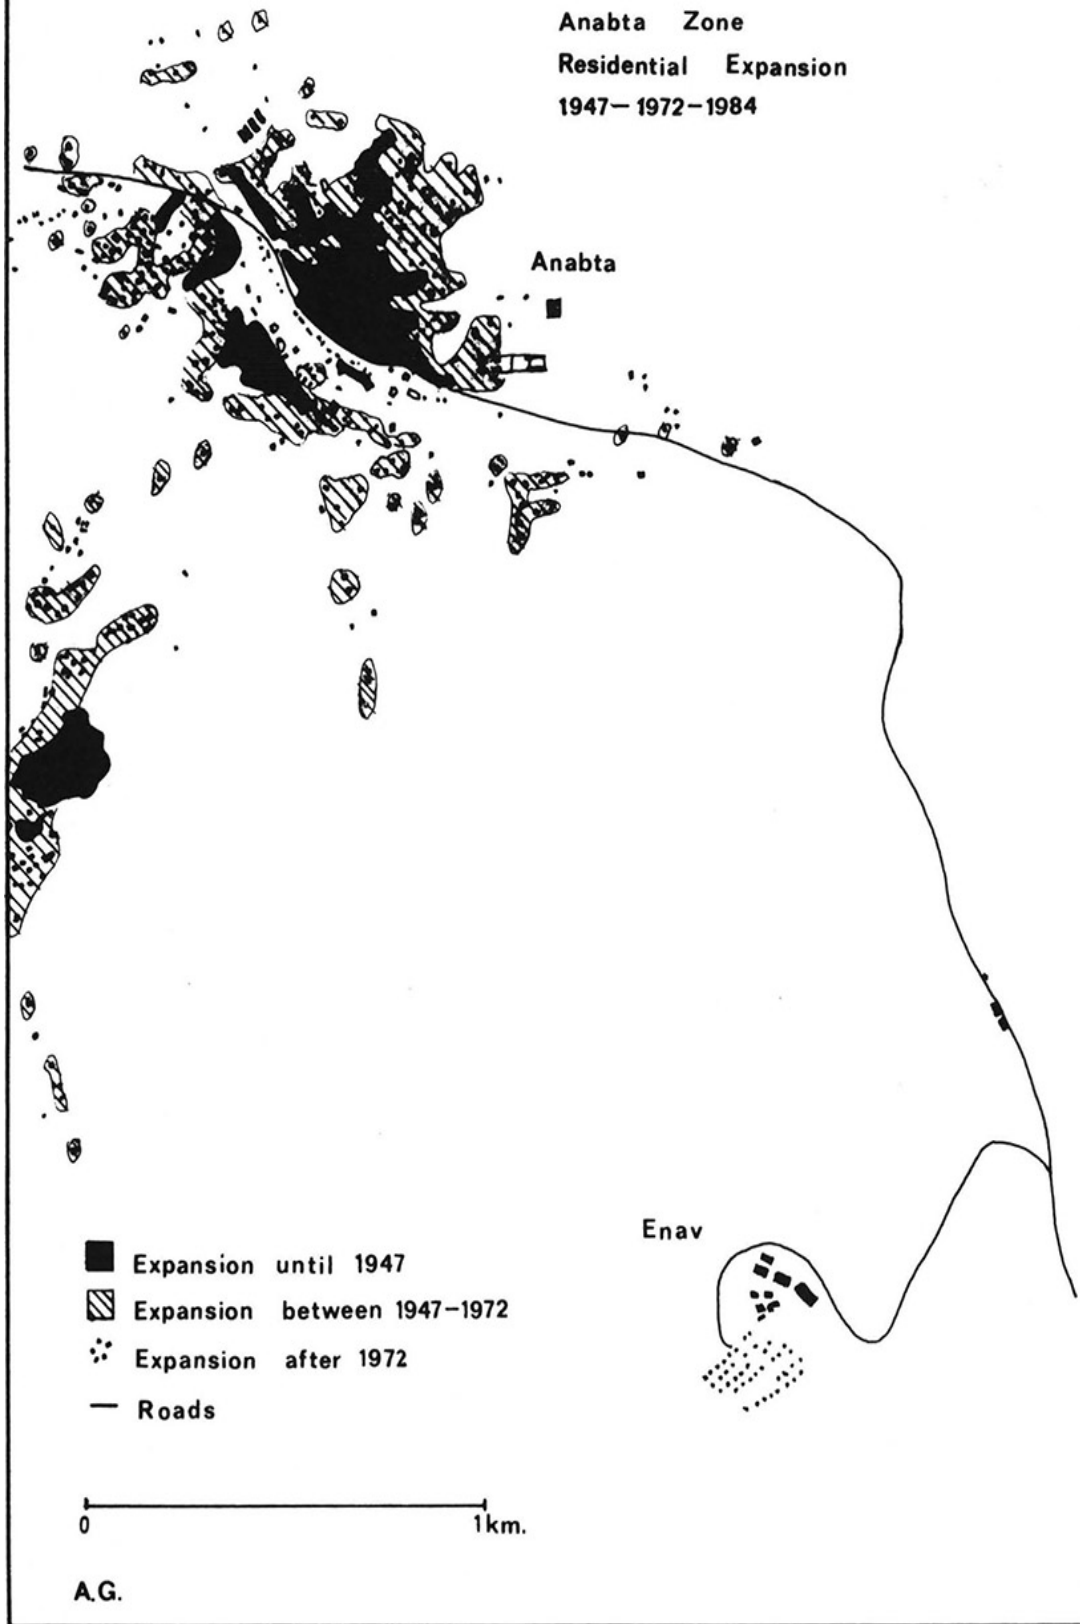 Anabta Zone
Residential Expansion
1947—1972—1984
Anabta
Enav
Expansion until 1947
Expansion between 1947-1972
Expansion after 1972
Roads
0 1km.
A.G.